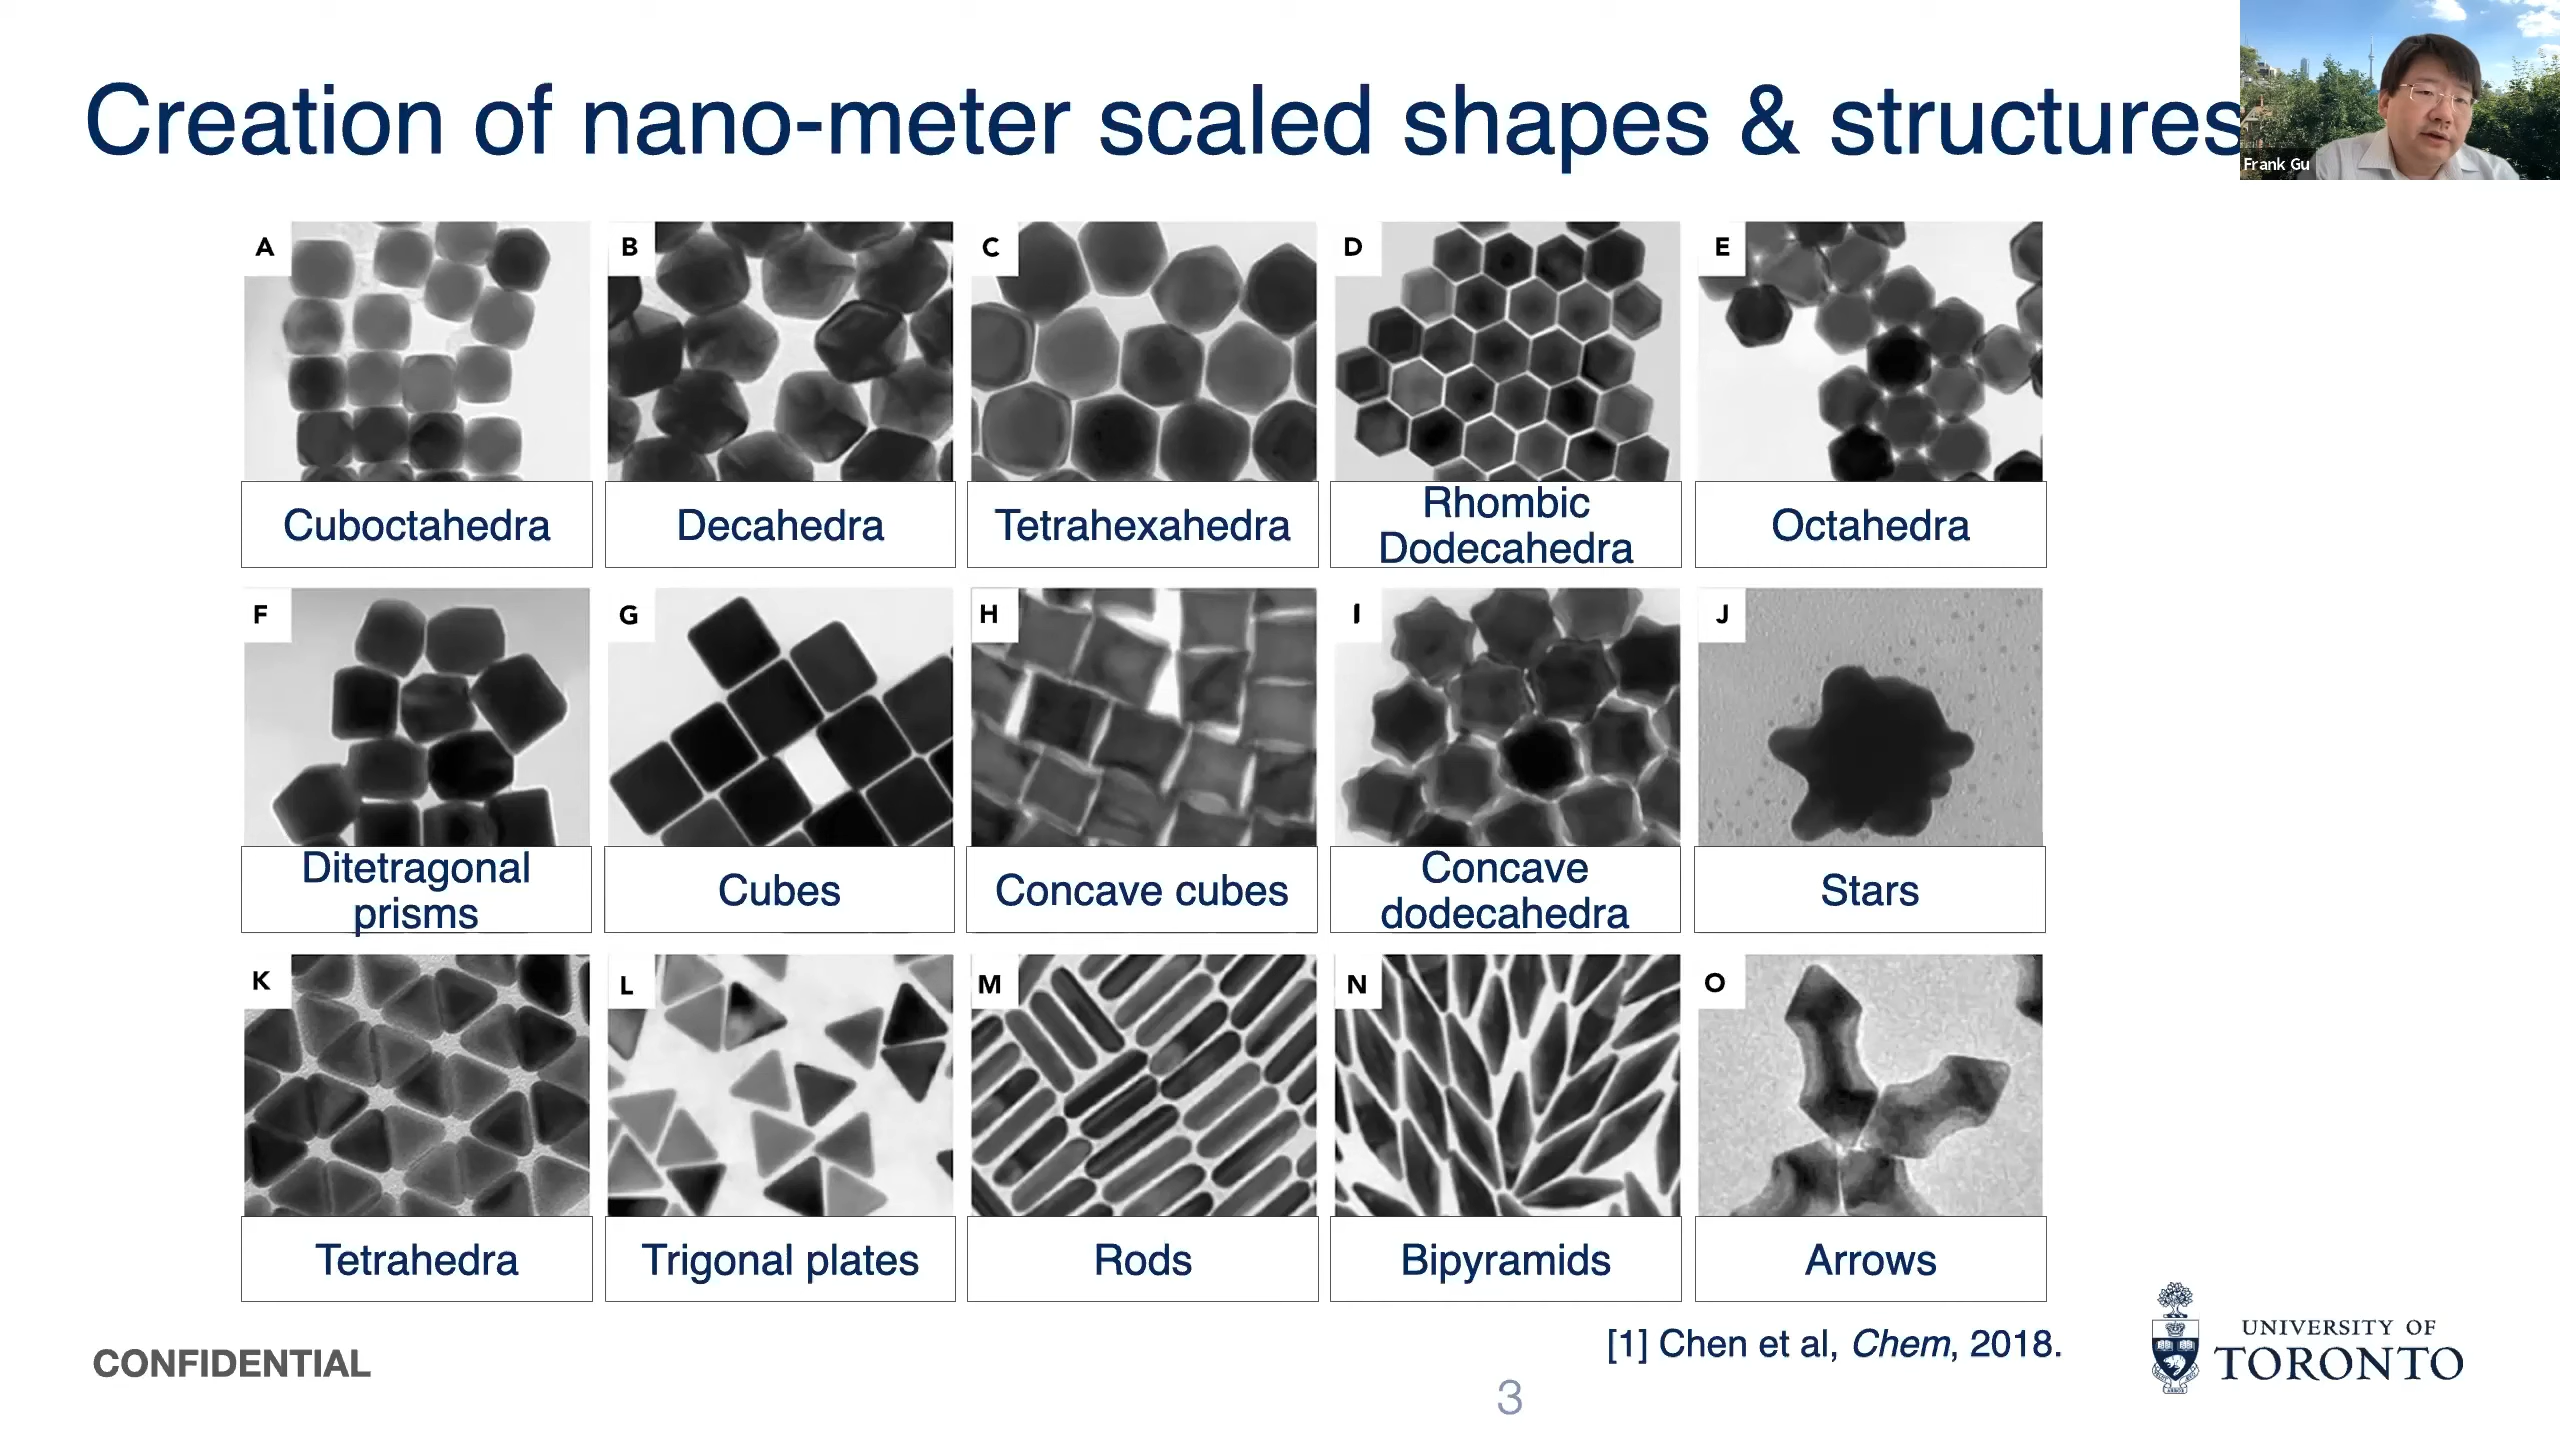 Creation of nano-meter scaled shapes & structures
Frank Gu
A
B
C
D
E
Cuboctahedra
Decahedra
Tetrahexahedra
Rhombic
Dodecahedra
Octahedra
F
G
H
I
J
Ditetragonal
prisms
Cubes
Concave cubes
Concave
dodecahedra
Stars
K
L
M
N
O
Tetrahedra
Trigonal plates
Rods
Bipyramids
Arrows
[1] Chen et al, Chem, 2018.
CONFIDENTIAL
3
UNIVERSITY OF
TORONTO